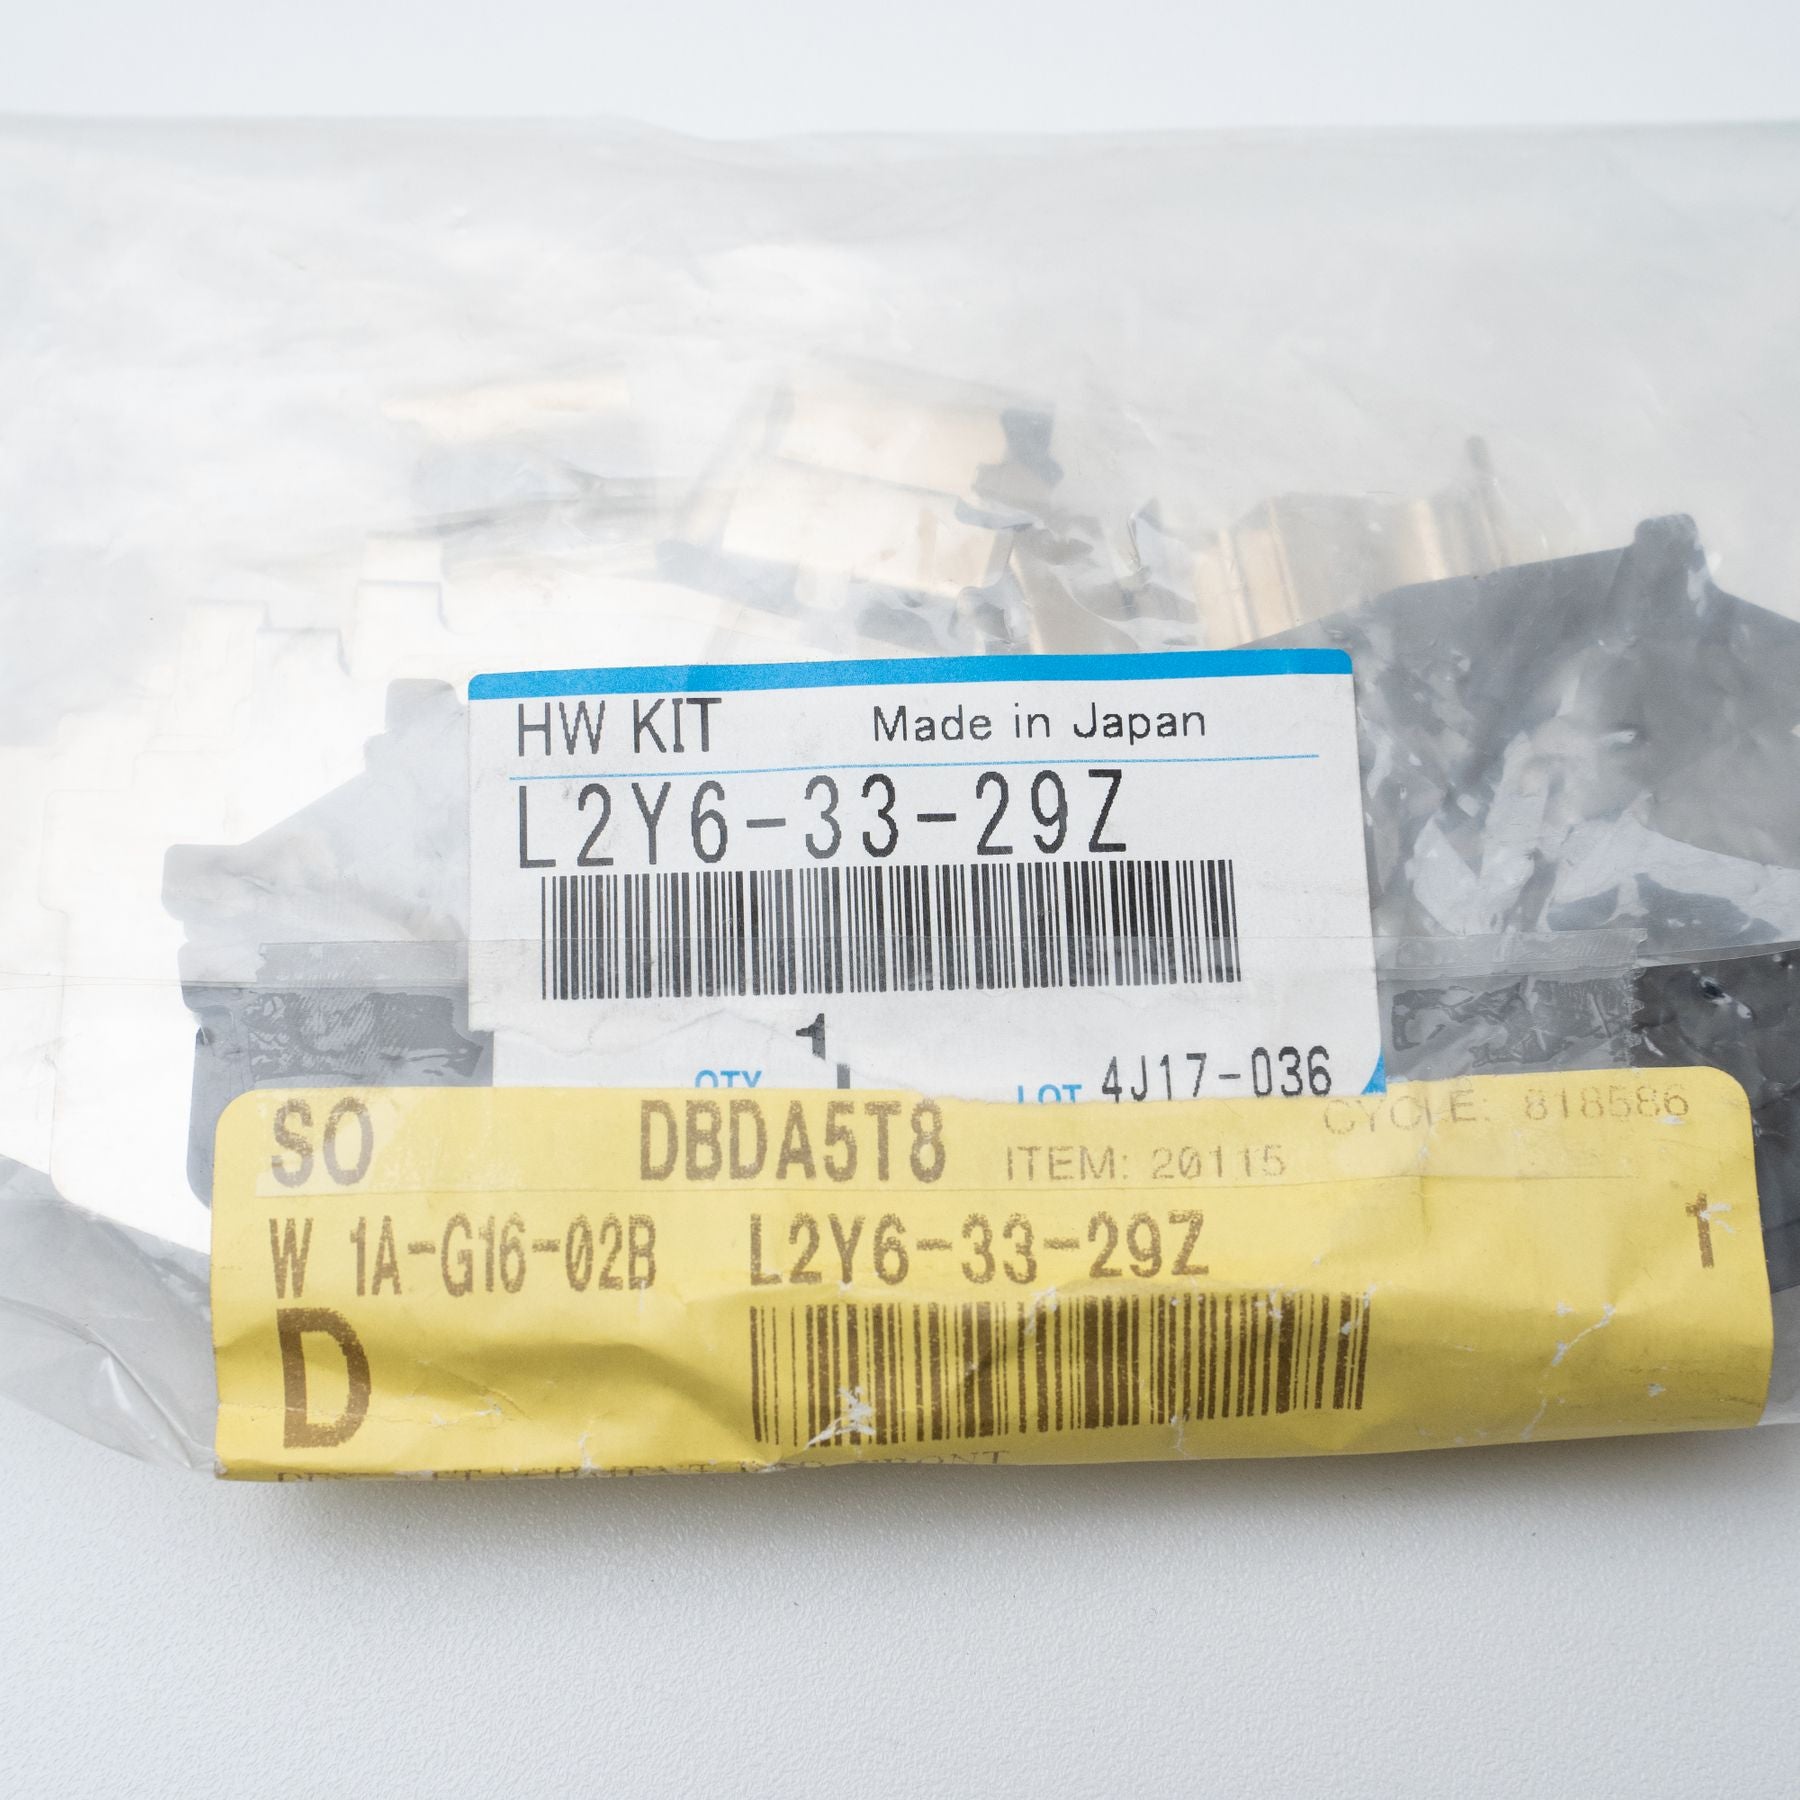 HW KIT Made in Japan
L2Y6-33-29Z
1
QTY LOT 4J17-036
SO DBDA5T8 ITEM: 20115 CYCLE: 818586
W 1A-G16-02B L2Y6-33-29Z 1
D